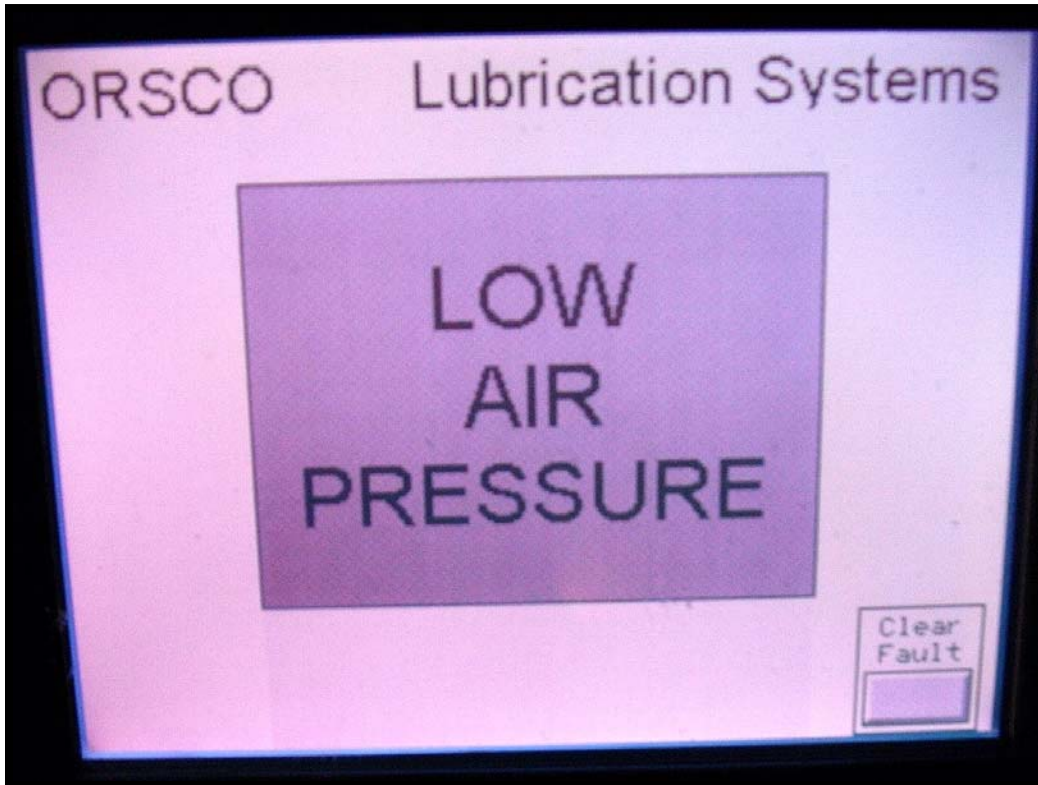 ORSCO Lubrication Systems
LOW
AIR
PRESSURE
Clear
Fault